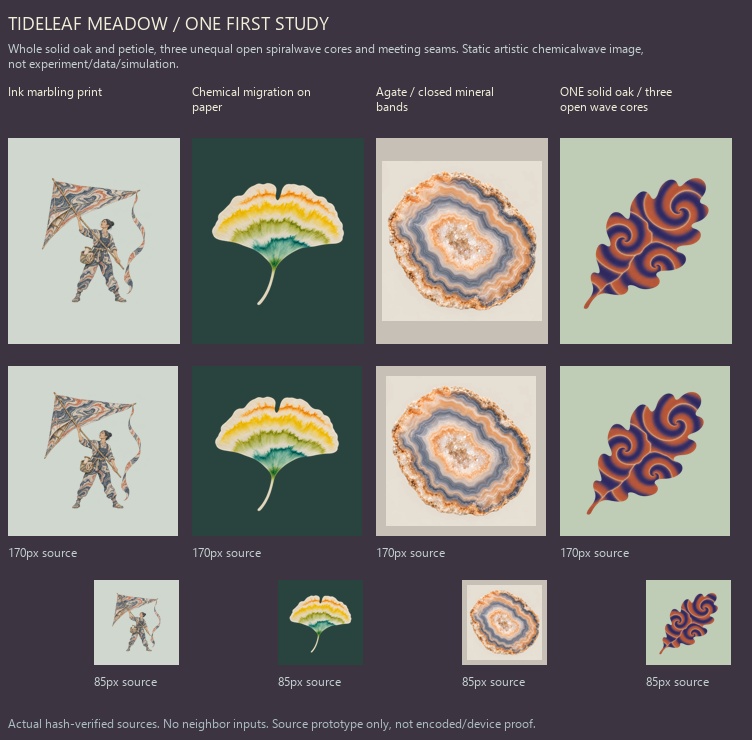 TIDELEAF MEADOW / ONE FIRST STUDY
Whole solid oak and petiole, three unequal open spiralwave cores and meeting seams. Static artistic chemicalwave image,
not experiment/data/simulation.
Ink marbling print
Chemical migration on
paper
Agate / closed mineral
bands
ONE solid oak / three
open wave cores
170px source
170px source
170px source
170px source
85px source
85px source
85px source
85px source
Actual hash-verified sources. No neighbor inputs. Source prototype only, not encoded/device proof.